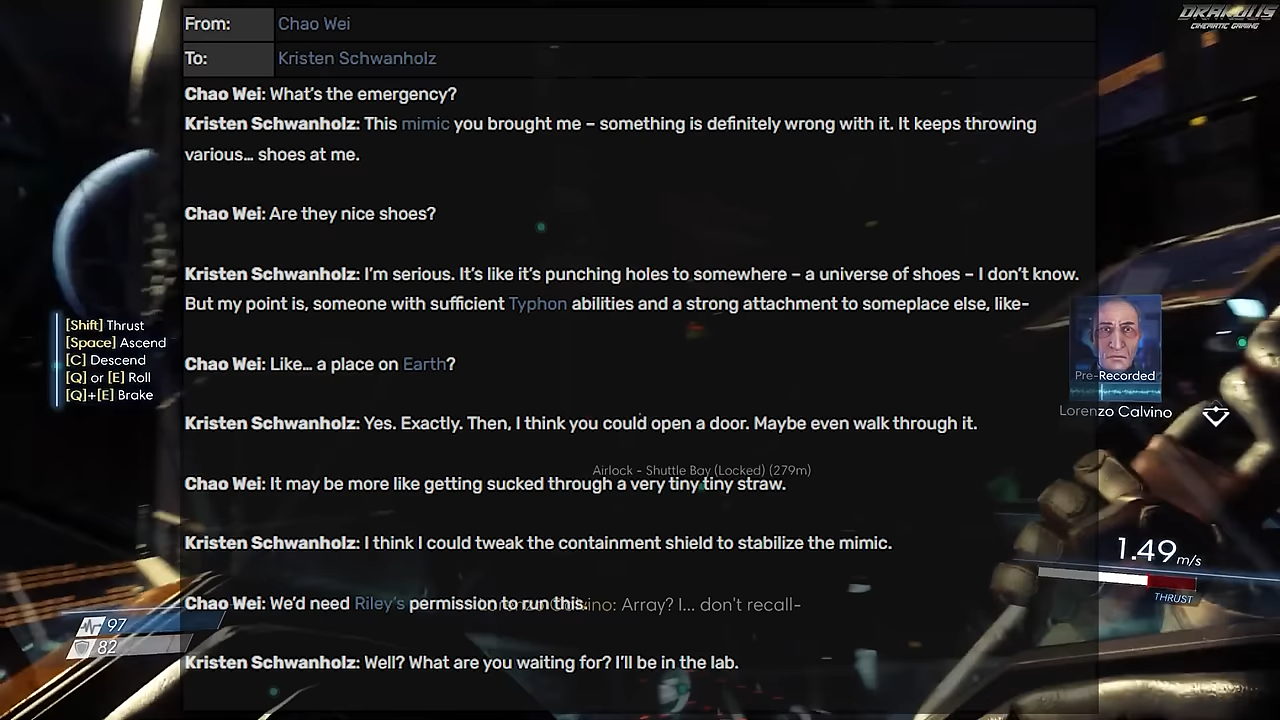 DRAKOLIS
CINEMATIC GAMING
From: Chao Wei
To: Kristen Schwanholz
Chao Wei: What's the emergency?
Kristen Schwanholz: This mimic you brought me – something is definitely wrong with it. It keeps throwing
various… shoes at me.
Chao Wei: Are they nice shoes?
Kristen Schwanholz: I'm serious. It's like it's punching holes to somewhere – a universe of shoes – I don't know.
But my point is, someone with sufficient Typhon abilities and a strong attachment to someplace else, like-
Chao Wei: Like… a place on Earth?
Kristen Schwanholz: Yes. Exactly. Then, I think you could open a door. Maybe even walk through it.
Airlock - Shuttle Bay (Locked) (279m)
Chao Wei: It may be more like getting sucked through a very tiny tiny straw.
Kristen Schwanholz: I think I could tweak the containment shield to stabilize the mimic.
Chao Wei: We'd need Riley's permission to run this.
Calvino: Array? I... don't recall-
Kristen Schwanholz: Well? What are you waiting for? I'll be in the lab.
[Shift] Thrust
[Space] Ascend
[C] Descend
[Q] or [E] Roll
[Q]+[E] Brake
Pre-Recorded
Lorenzo Calvino
1.49 m/s
THRUST
97
82